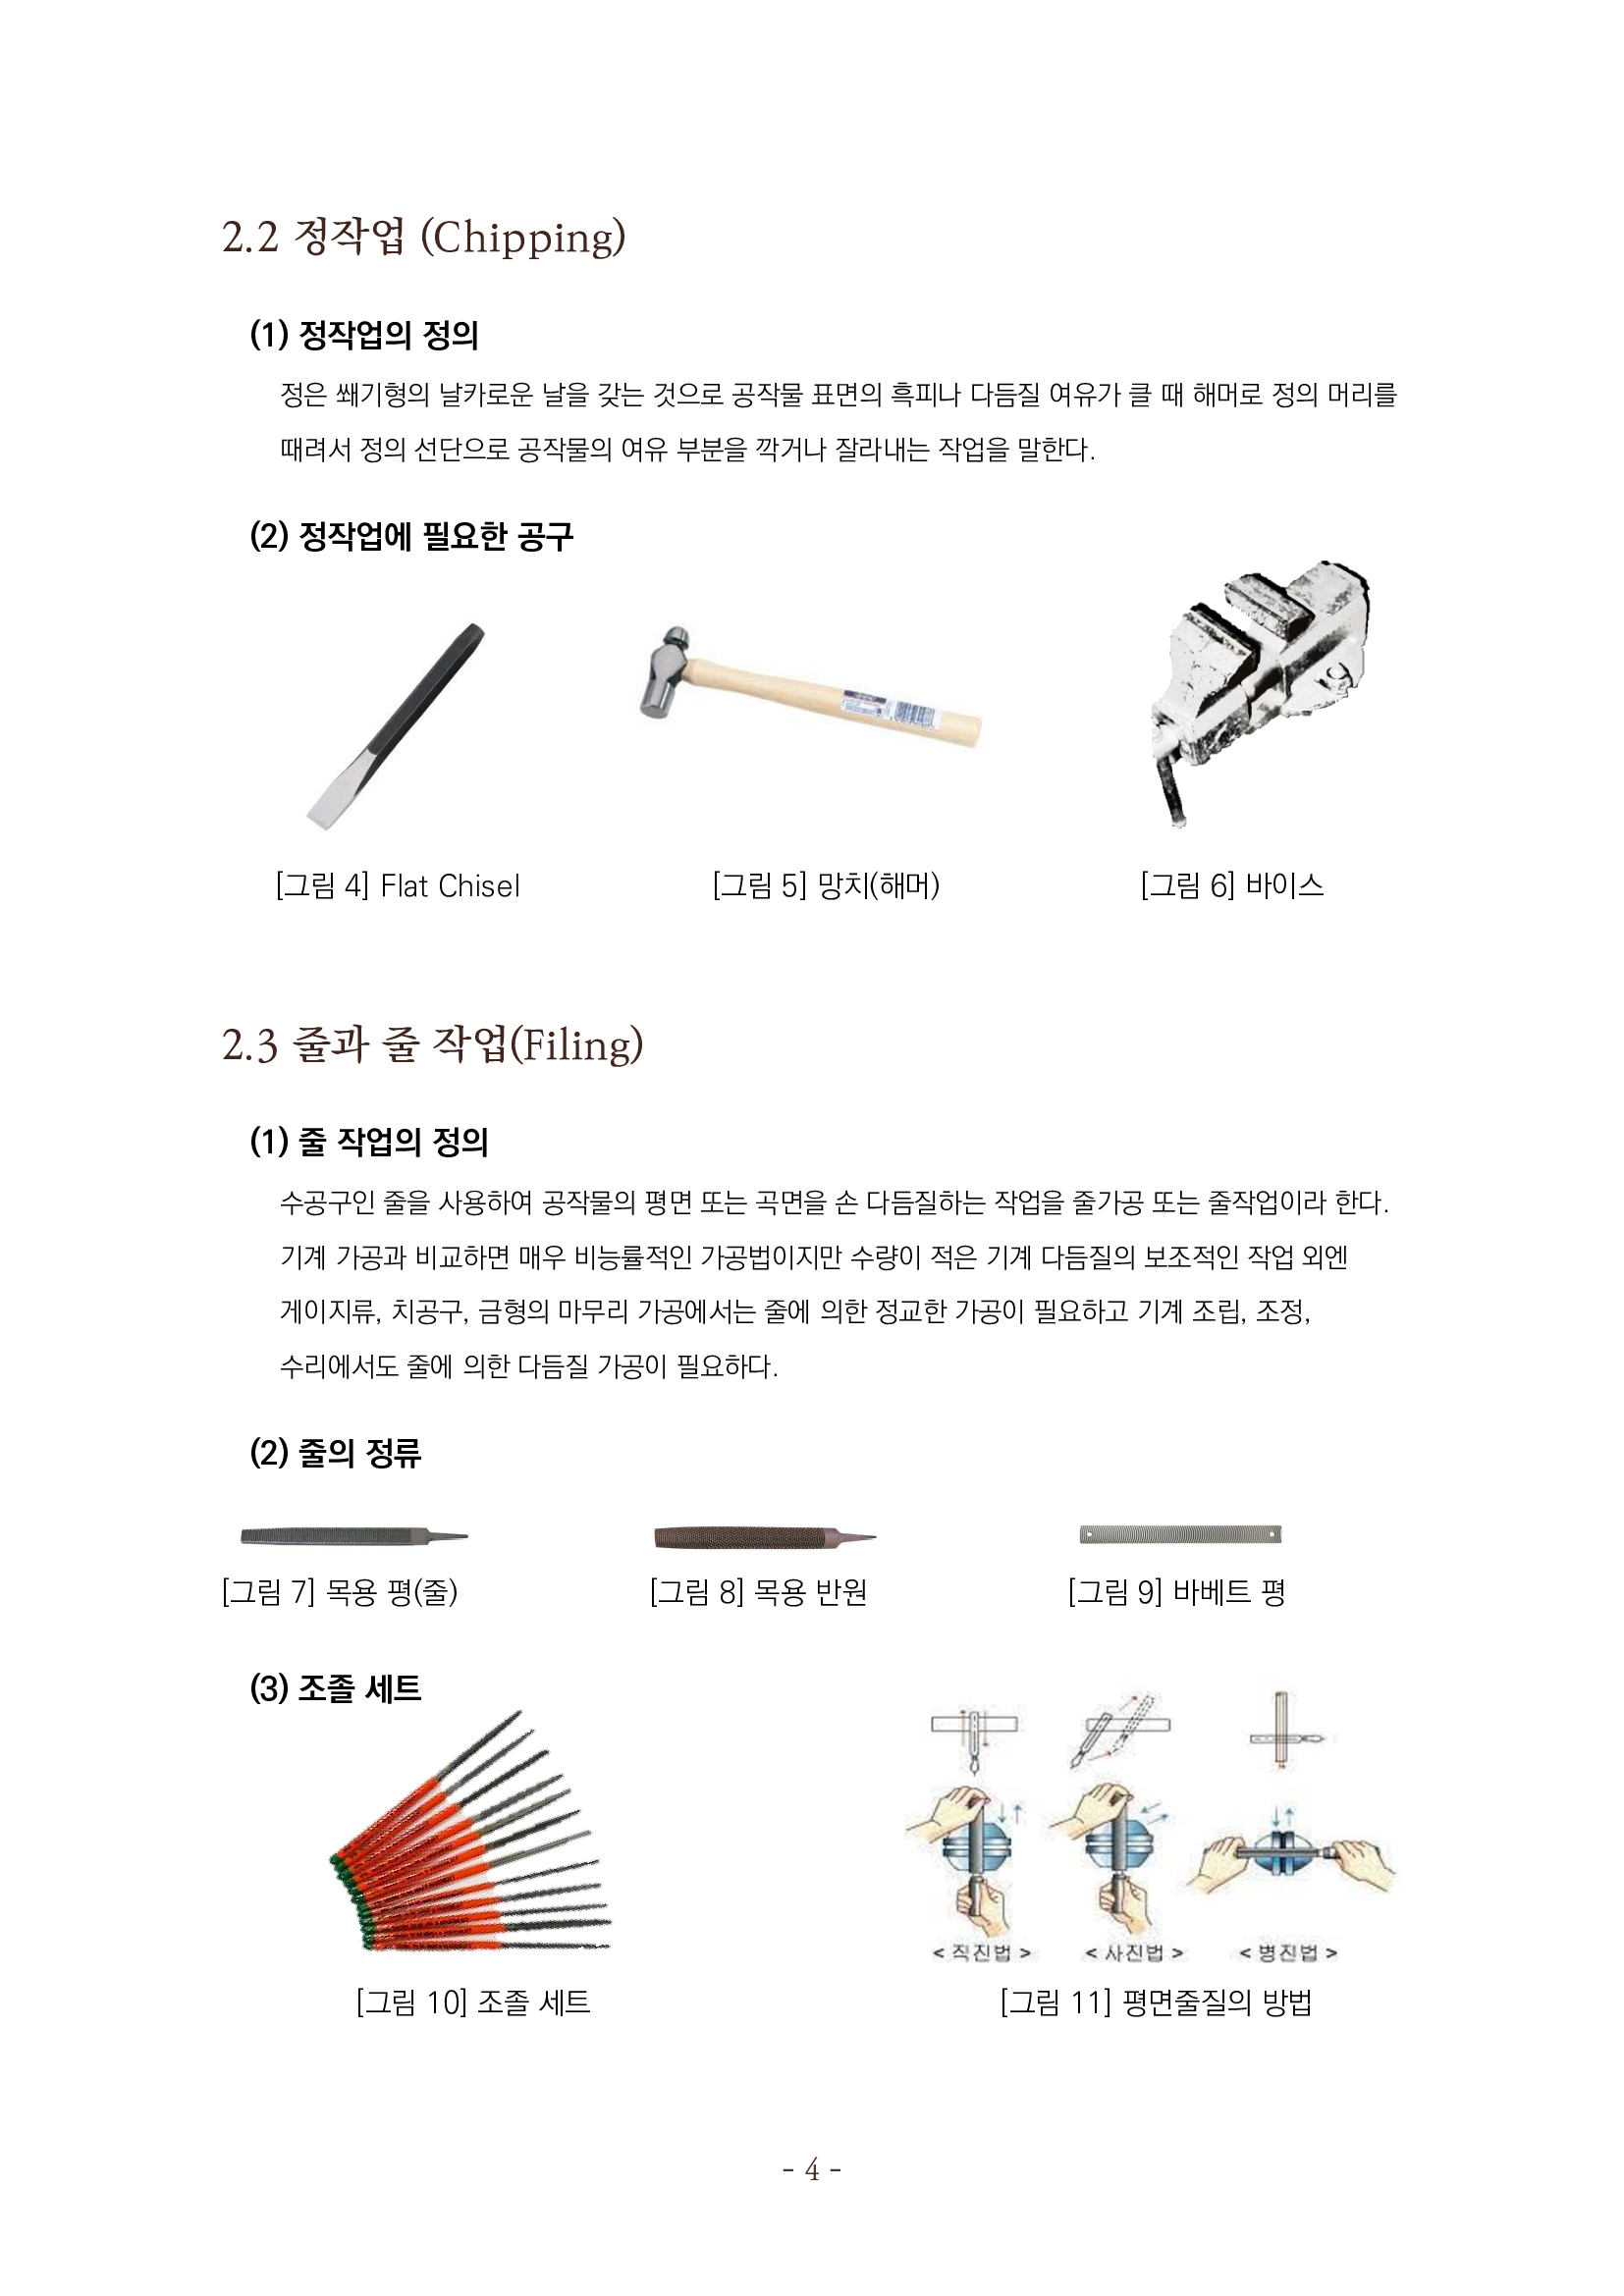 2.2 정작업 (Chipping)
(1) 정작업의 정의
정은 쐐기형의 날카로운 날을 갖는 것으로 공작물 표면의 흑피나 다듬질 여유가 클 때 해머로 정의 머리를
때려서 정의 선단으로 공작물의 여유 부분을 깍거나 잘라내는 작업을 말한다.
(2) 정작업에 필요한 공구
[그림 4] Flat Chisel
[그림 5] 망치(해머)
[그림 6] 바이스
2.3 줄과 줄 작업(Filing)
(1) 줄 작업의 정의
수공구인 줄을 사용하여 공작물의 평면 또는 곡면을 손 다듬질하는 작업을 줄가공 또는 줄작업이라 한다.
기계 가공과 비교하면 매우 비능률적인 가공법이지만 수량이 적은 기계 다듬질의 보조적인 작업 외엔
게이지류, 치공구, 금형의 마무리 가공에서는 줄에 의한 정교한 가공이 필요하고 기계 조립, 조정,
수리에서도 줄에 의한 다듬질 가공이 필요하다.
(2) 줄의 정류
[그림 7] 목용 평(줄)
[그림 8] 목용 반원
[그림 9] 바베트 평
(3) 조졸 세트
< 직진법 >
< 사진법 >
< 병진법 >
[그림 10] 조졸 세트
[그림 11] 평면줄질의 방법
- 4 -